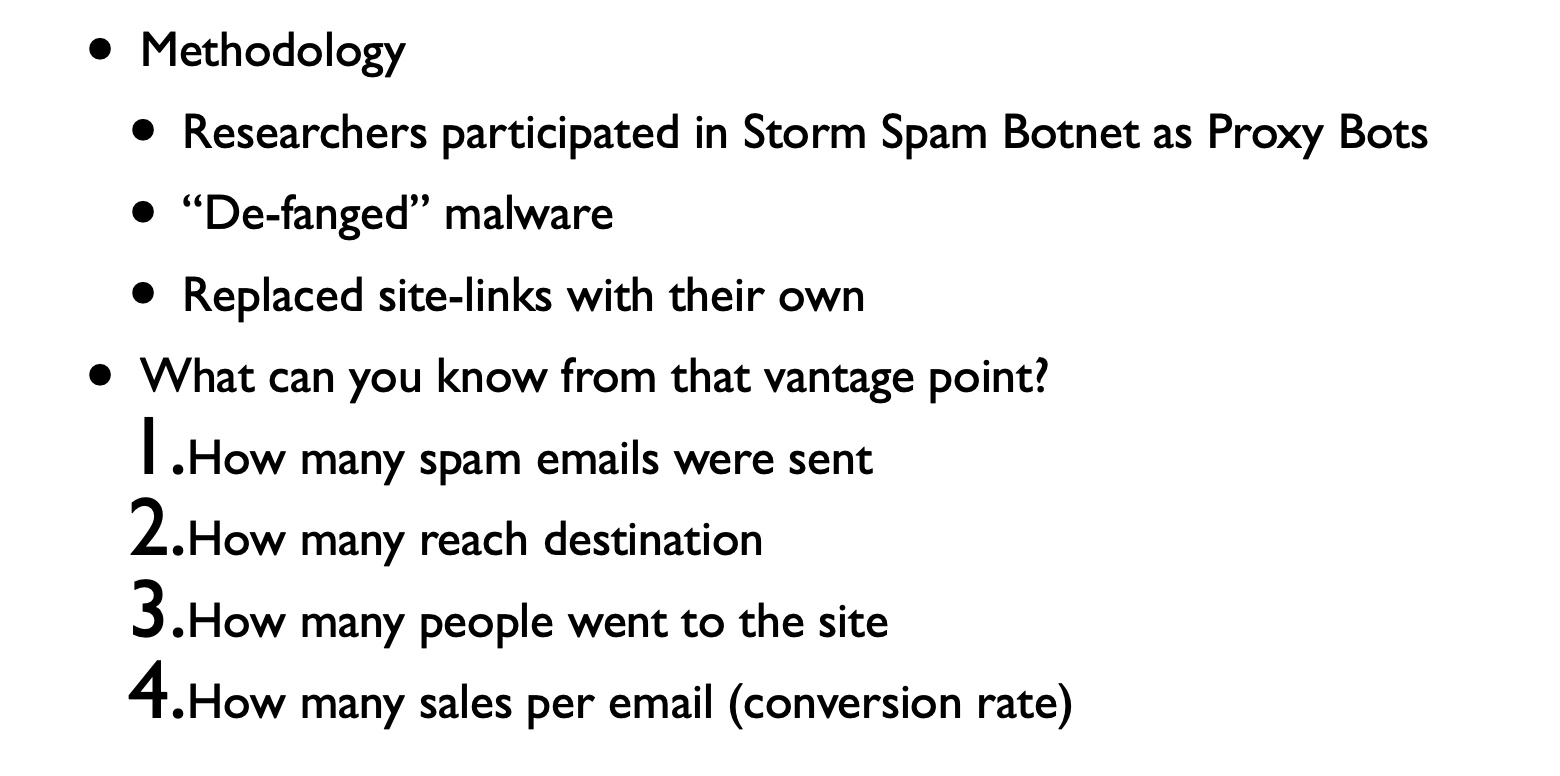 • Methodology
• Researchers participated in Storm Spam Botnet as Proxy Bots
• “De-fanged” malware
• Replaced site-links with their own
• What can you know from that vantage point?
1.How many spam emails were sent
2.How many reach destination
3.How many people went to the site
4.How many sales per email (conversion rate)